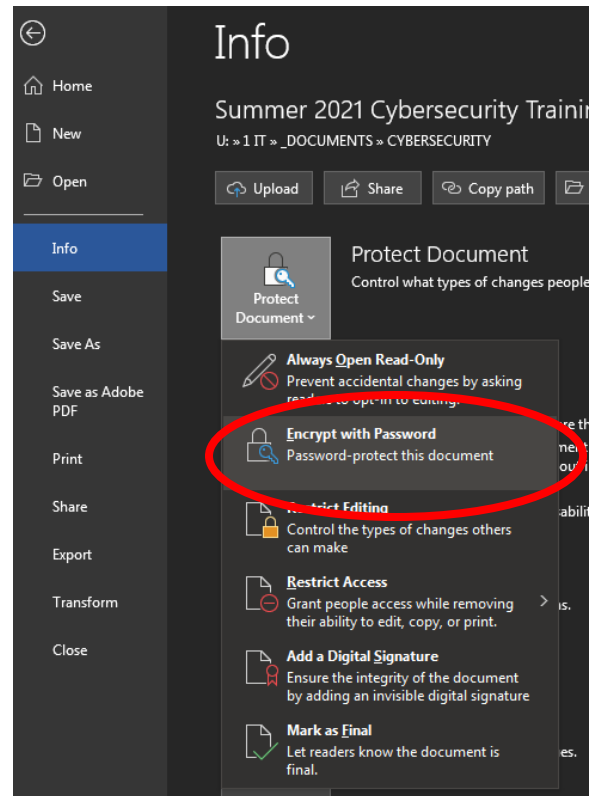 Info
Home
Summer 2021 Cybersecurity
New
U: » 1 IT » _DOCUMENTS » CYBERSECURITY
Open
Upload
Share
Copy path
Info
Protect Document
Control what types of changes people
Protect
Document
Save
Save As
Always Open Read-Only
Prevent accidental changes by asking
to opt-in to editing.
Save as Adobe
PDF
Encrypt with Password
Password-protect this document
Print
Share
Restrict Editing
Control the types of changes others
can make
Export
Restrict Access
Grant people access while removing
their ability to edit, copy, or print.
Transform
Close
Add a Digital Signature
Ensure the integrity of the document
by adding an invisible digital signature
Mark as Final
Let readers know the document is
final.